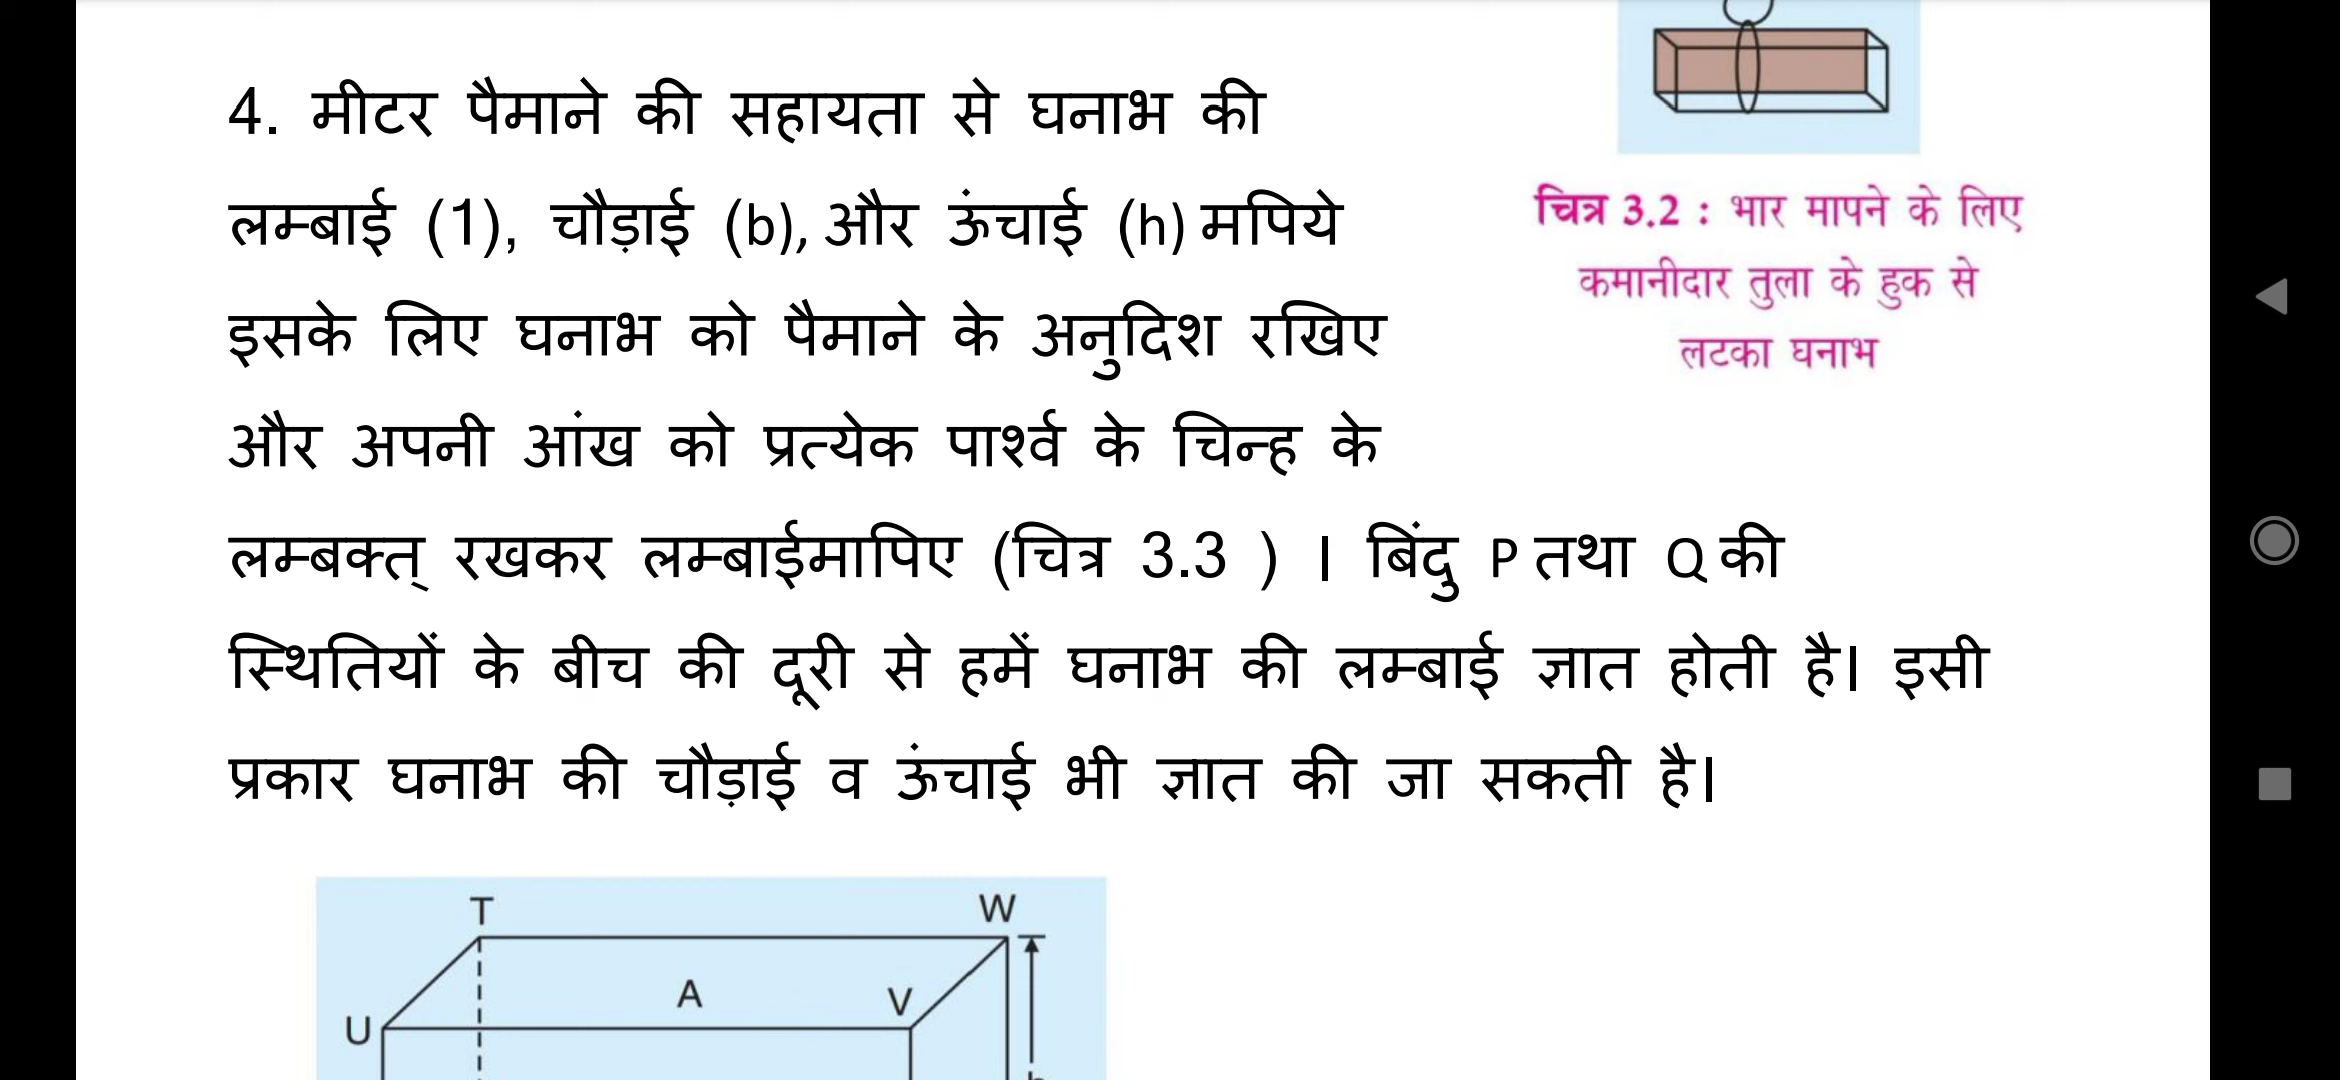 4. मीटर पैमाने की सहायता से घनाभ की
लम्बाई (1), चौड़ाई (b), और ऊंचाई (h) मपिये
इसके लिए घनाभ को पैमाने के अनुदिश रखिए
और अपनी आंख को प्रत्येक पार्श्व के चिन्ह के
लम्बक्त् रखकर लम्बाईमापिए (चित्र 3.3 ) । बिंदु P तथा Q की
स्थितियों के बीच की दूरी से हमें घनाभ की लम्बाई ज्ञात होती है। इसी
प्रकार घनाभ की चौड़ाई व ऊंचाई भी ज्ञात की जा सकती है।
चित्र 3.2 : भार मापने के लिए
कमानीदार तुला के हुक से
लटका घनाभ
T
W
A
V
U